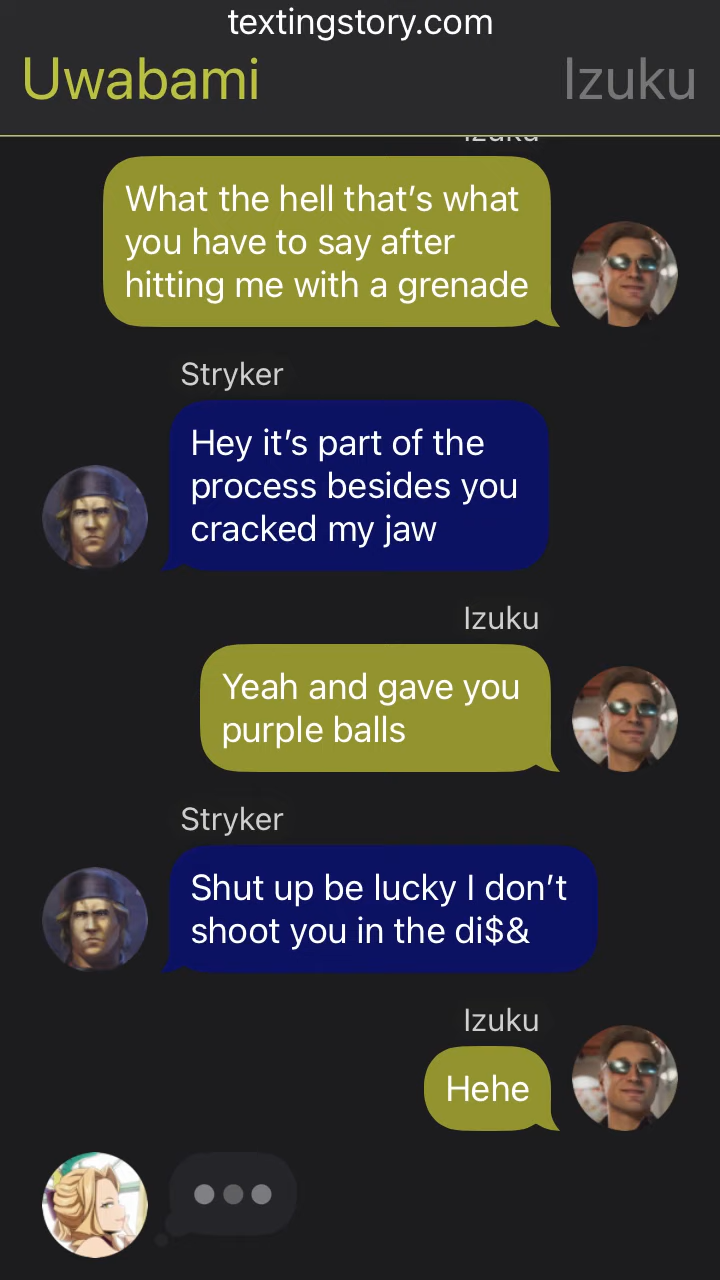 textingstory.com
Uwabami
Izuku
Izuku
What the hell that’s what
you have to say after
hitting me with a grenade
Stryker
Hey it’s part of the
process besides you
cracked my jaw
Izuku
Yeah and gave you
purple balls
Stryker
Shut up be lucky I don’t
shoot you in the di$&
Izuku
Hehe